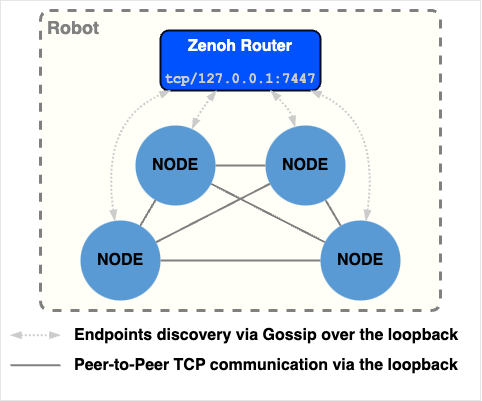 Robot
Zenoh Router
tcp/127.0.0.1:7447
NODE
NODE
NODE
NODE
Endpoints discovery via Gossip over the loopback
Peer-to-Peer TCP communication via the loopback